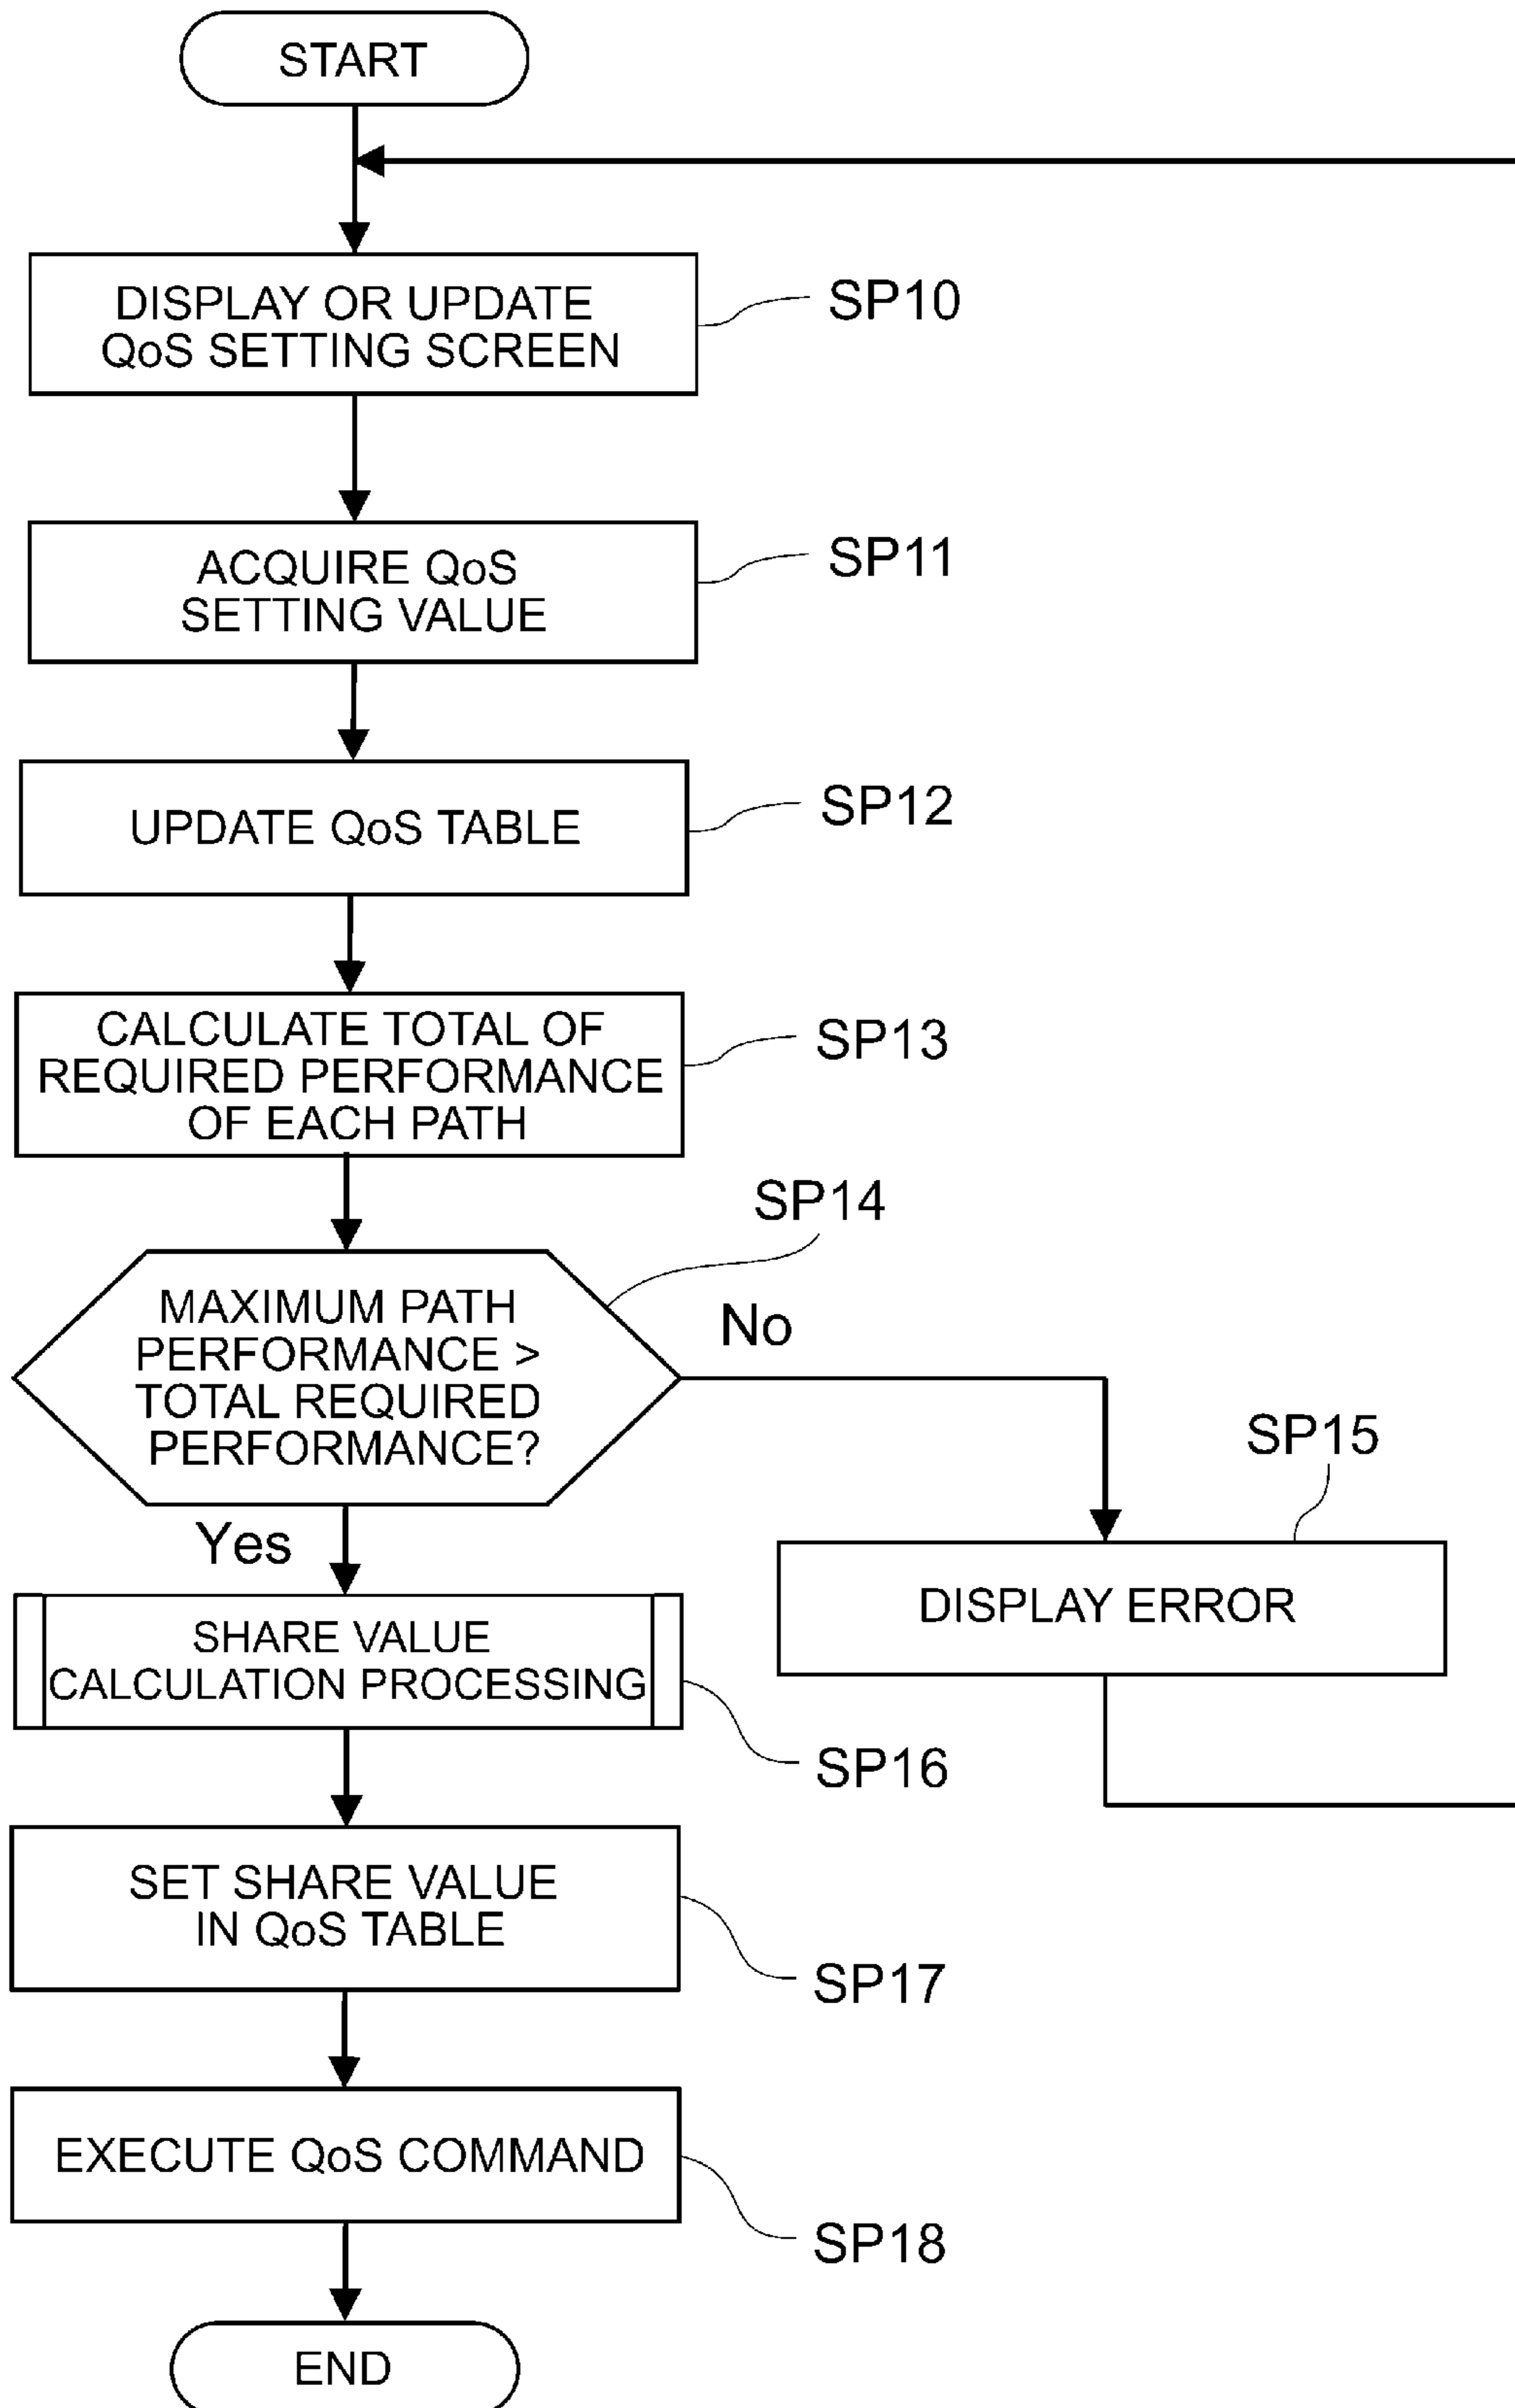 START
DISPLAY OR UPDATE
QoS SETTING SCREEN
SP10
ACQUIRE QoS
SETTING VALUE
SP11
UPDATE QoS TABLE
SP12
CALCULATE TOTAL OF
REQUIRED PERFORMANCE
OF EACH PATH
SP13
SP14
MAXIMUM PATH
PERFORMANCE >
TOTAL REQUIRED
PERFORMANCE?
No
SP15
Yes
DISPLAY ERROR
SHARE VALUE
CALCULATION PROCESSING
SP16
SET SHARE VALUE
IN QoS TABLE
SP17
EXECUTE QoS COMMAND
SP18
END